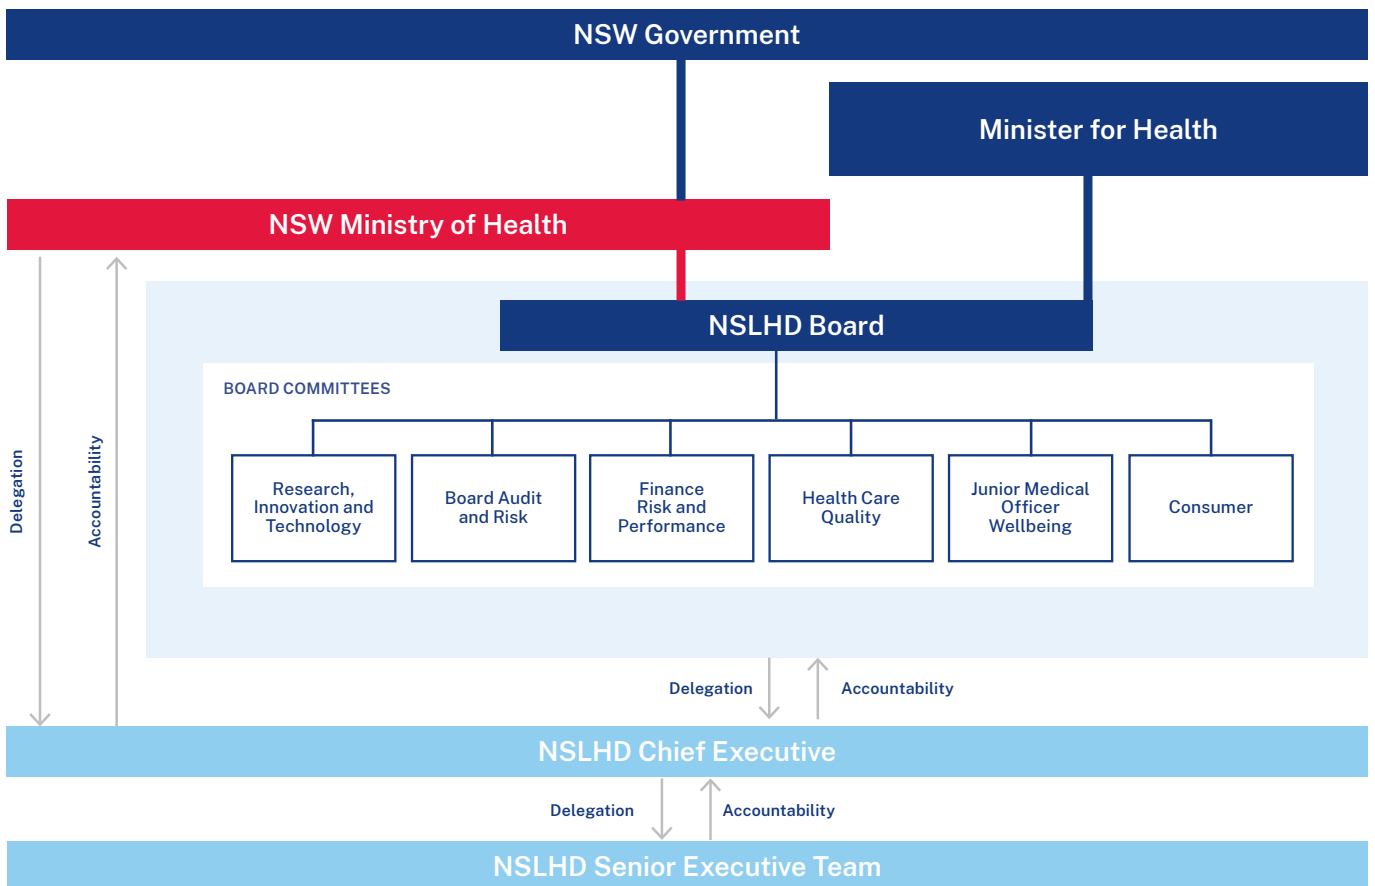 NSW Government
Minister for Health
NSW Ministry of Health
NSLHD Board
BOARD COMMITTEES
Research,
Innovation and
Technology
Board Audit
and Risk
Finance
Risk and
Performance
Health Care
Quality
Junior Medical
Officer
Wellbeing
Consumer
Delegation
Accountability
Delegation
Accountability
NSLHD Chief Executive
Delegation
Accountability
NSLHD Senior Executive Team